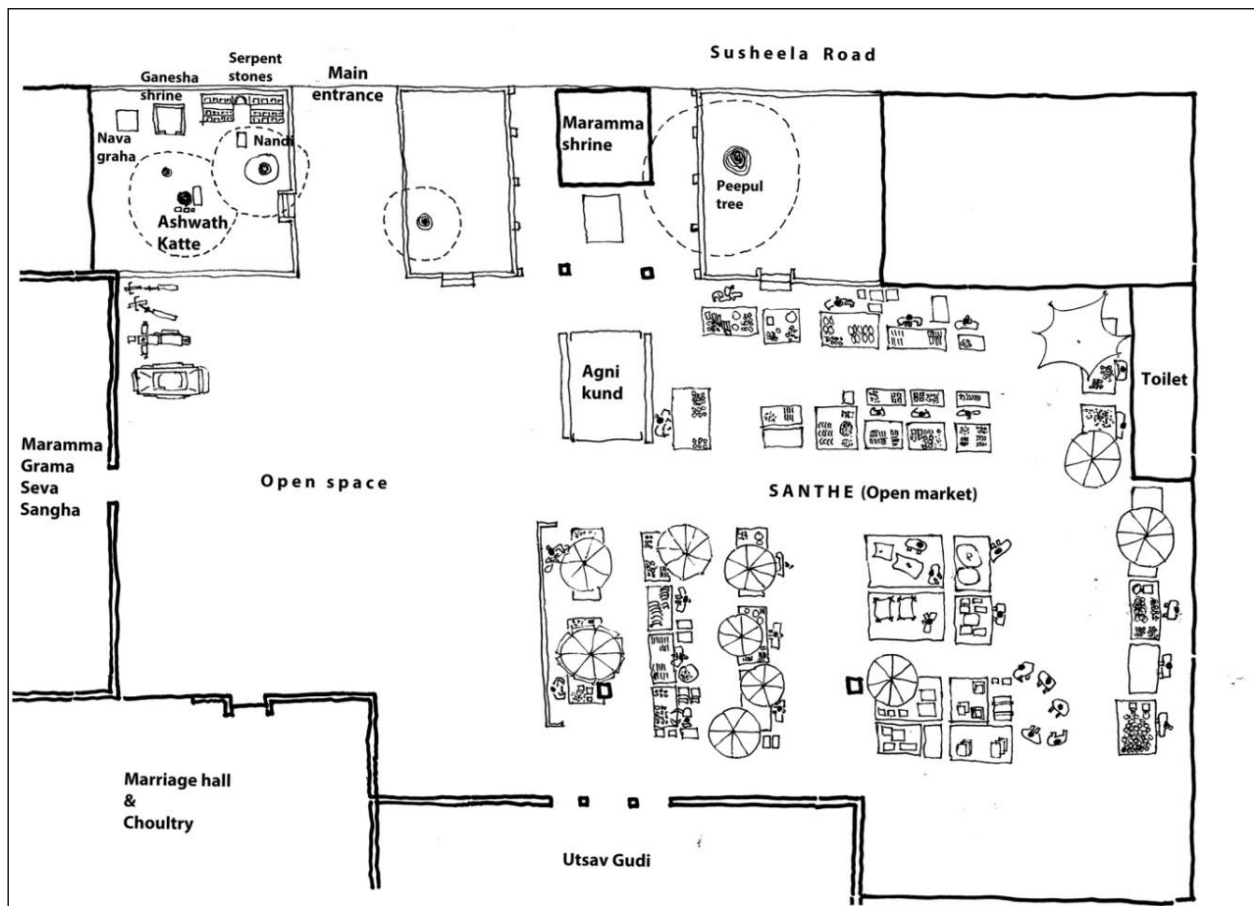 Susheela Road
Serpent
stones
Ganesha
shrine
Main
entrance
Nava
graha
Nandi
Maramma
shrine
Peepul
tree
Ashwath
Katte
Agni
kund
Toilet
Maramma
Grama
Seva
Sangha
Open space
SANTHE (Open market)
Marriage hall
&
Choultry
Utsav Gudi